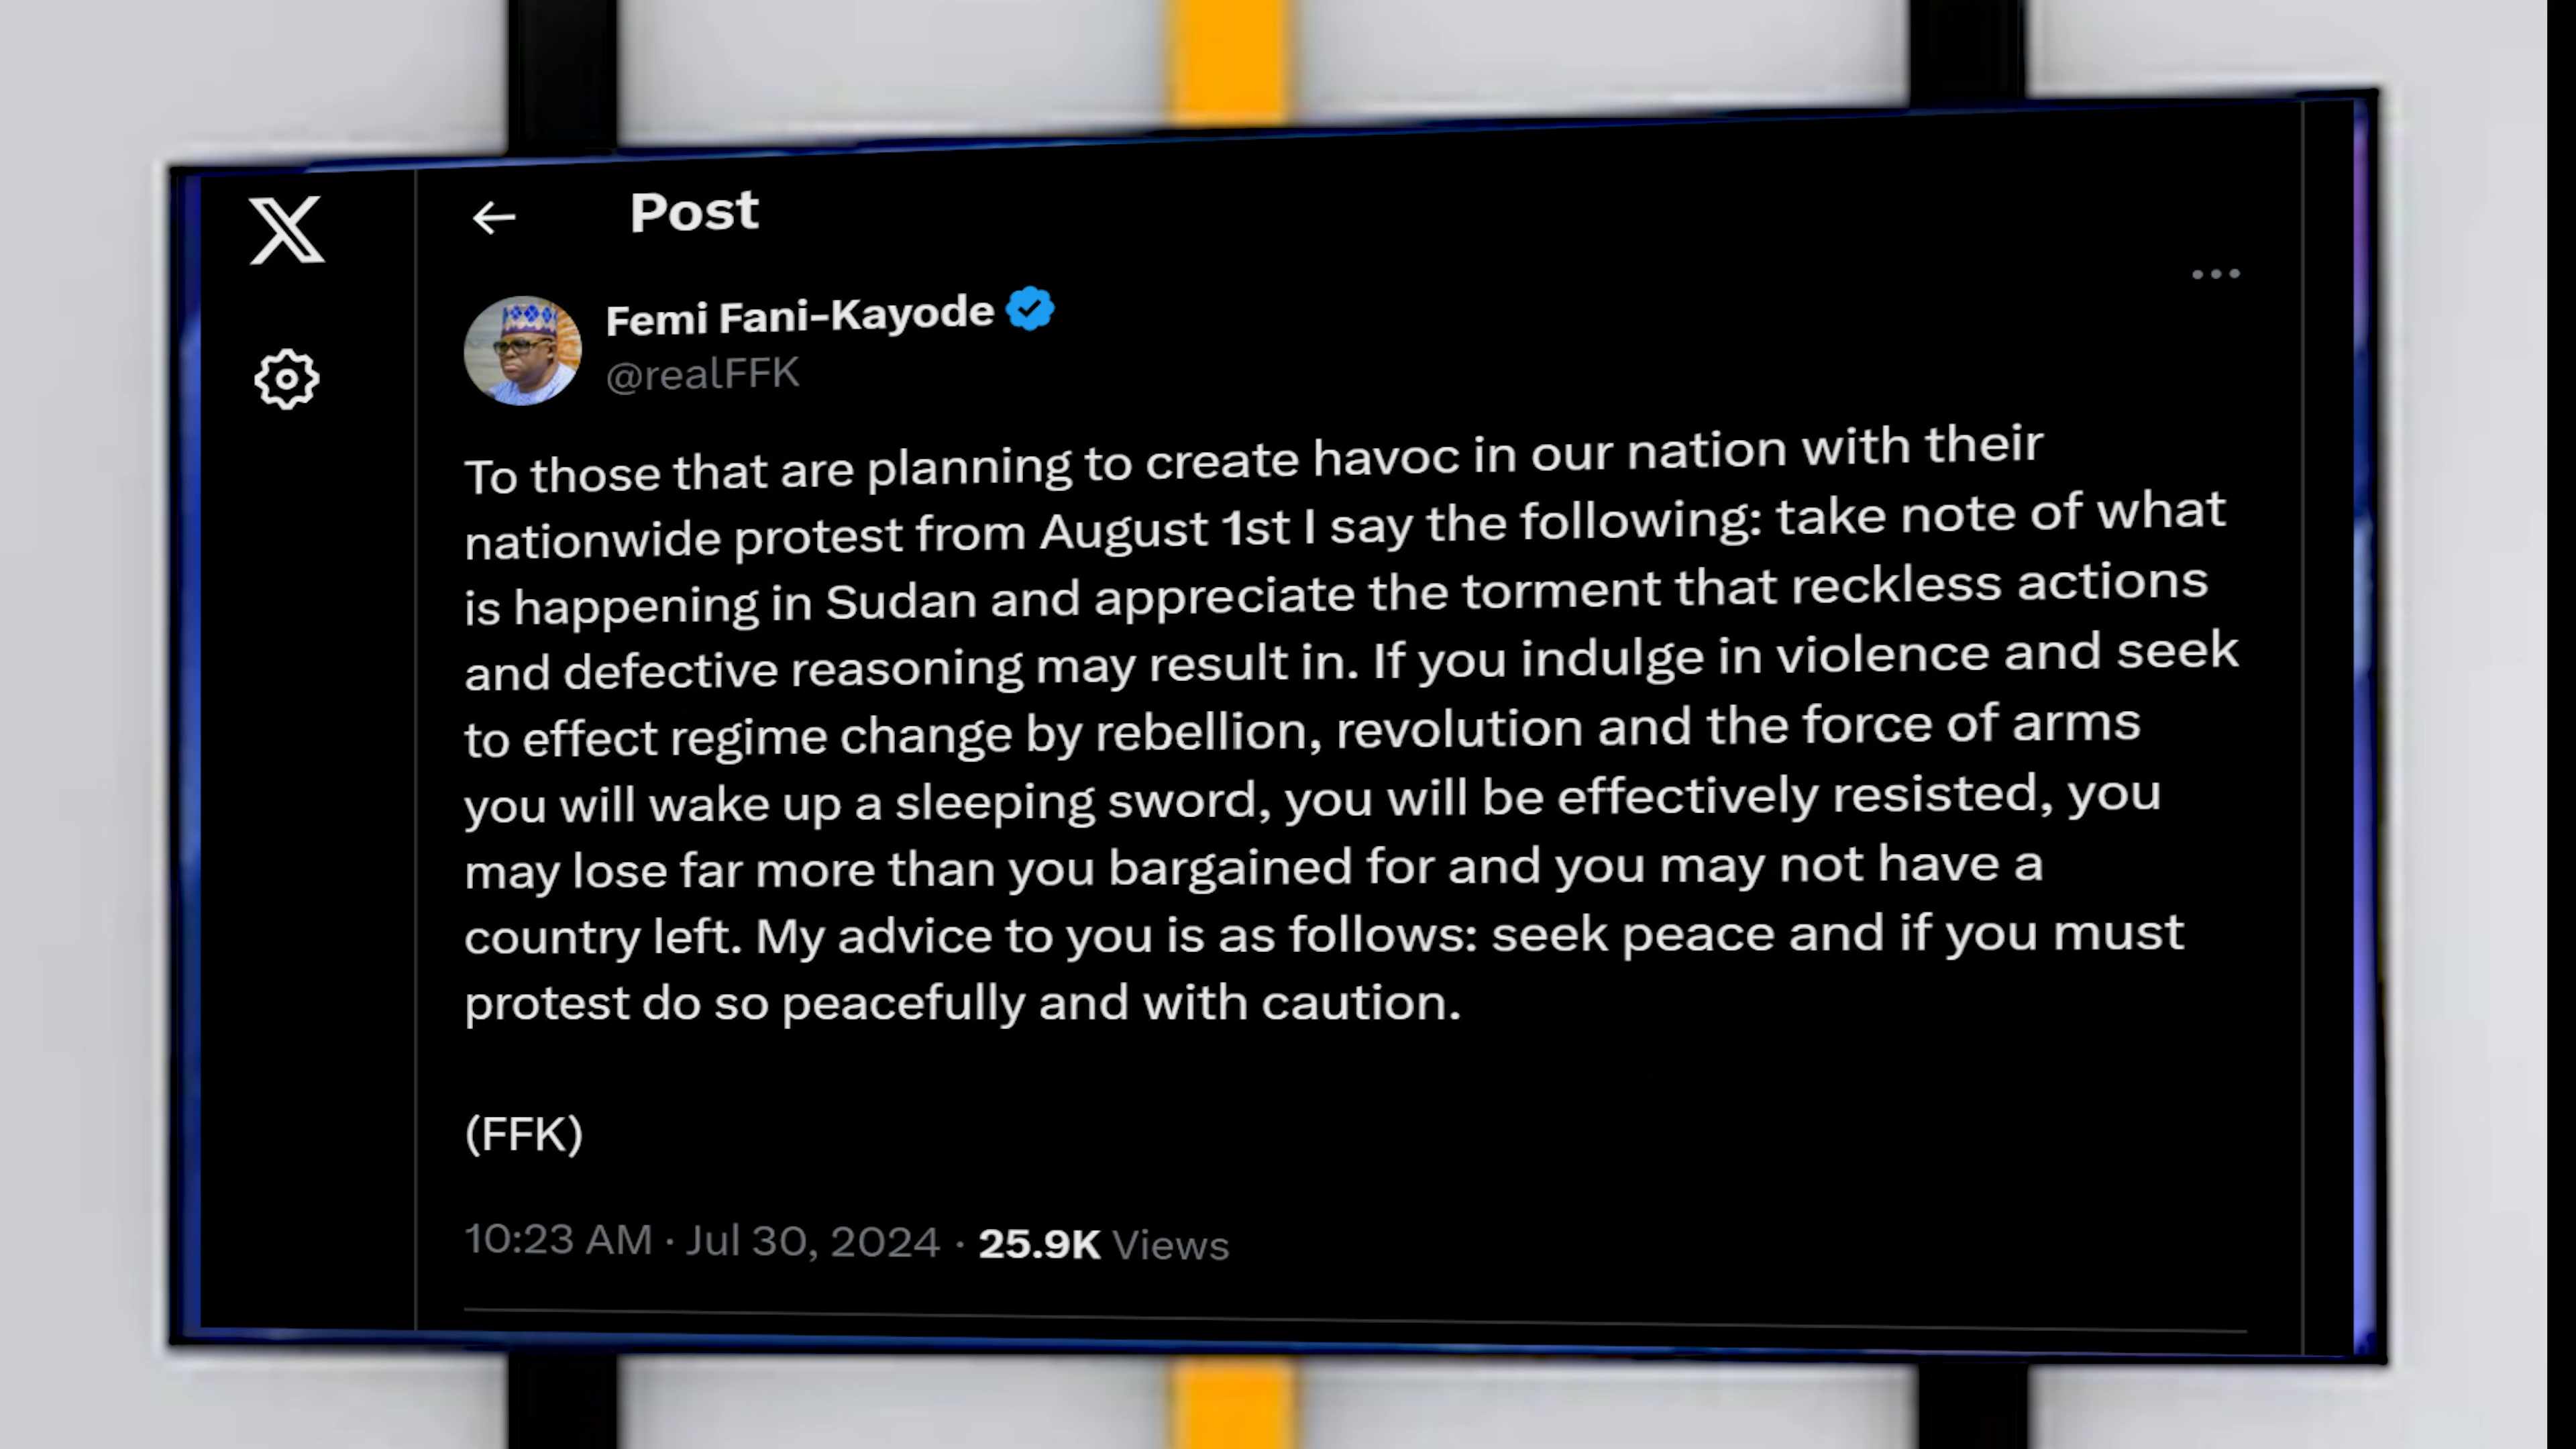 Post
Femi Fani-Kayode
@realFFK
To those that are planning to create havoc in our nation with their
nationwide protest from August 1st I say the following: take note of what
is happening in Sudan and appreciate the torment that reckless actions
and defective reasoning may result in. If you indulge in violence and seek
to effect regime change by rebellion, revolution and the force of arms
you will wake up a sleeping sword, you will be effectively resisted, you
may lose far more than you bargained for and you may not have a
country left. My advice to you is as follows: seek peace and if you must
protest do so peacefully and with caution.
(FFK)
10:23 AM · Jul 30, 2024 · 25.9K Views